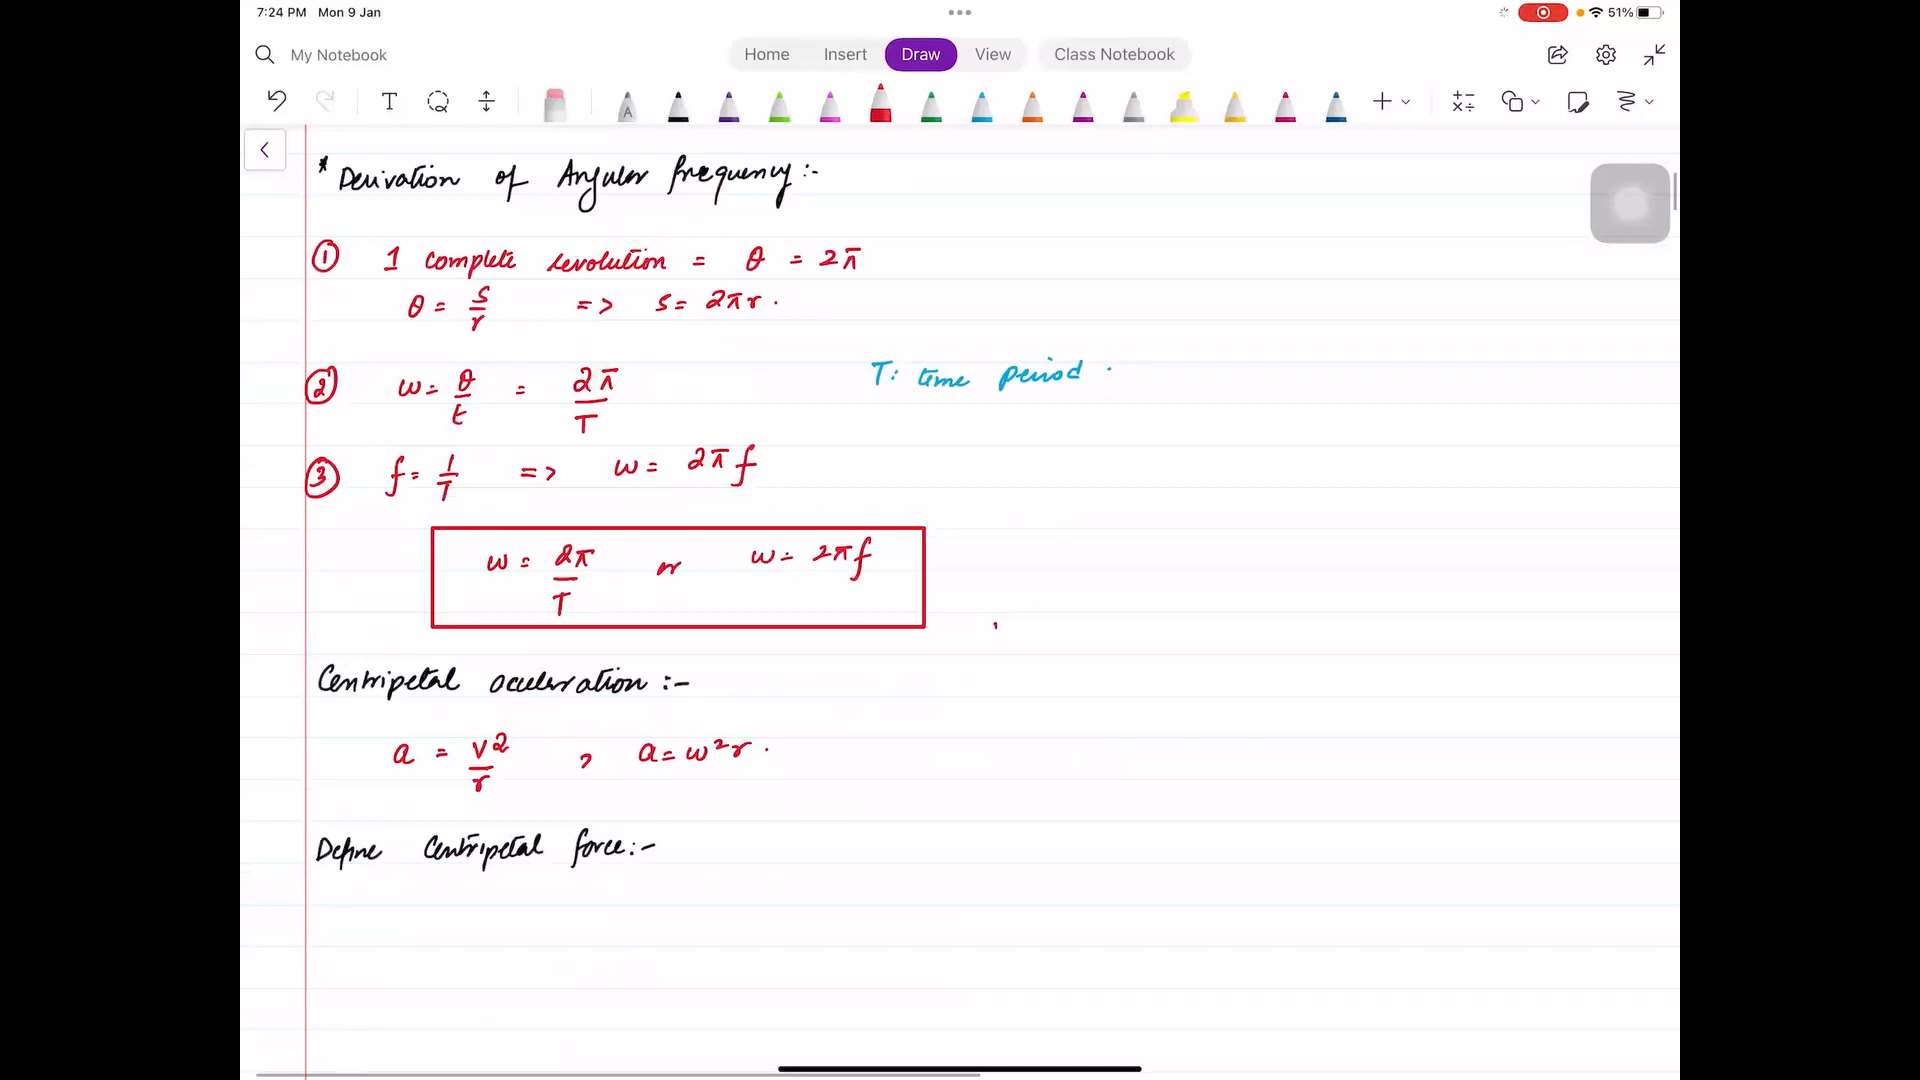 7:24 PM Mon 9 Jan
51%
My Notebook
Home Insert Draw View Class Notebook
T A
* Derivation of Angular frequency:-
① 1 complete revolution = θ = 2π
θ = s/r => s = 2πr.
② ω = θ/t = 2π/T T: time period.
③ f = 1/T => ω = 2πf
ω = 2π/T or ω = 2πf
Centripetal acceleration :-
a = v²/r , a = ω²r.
Define Centripetal force:-